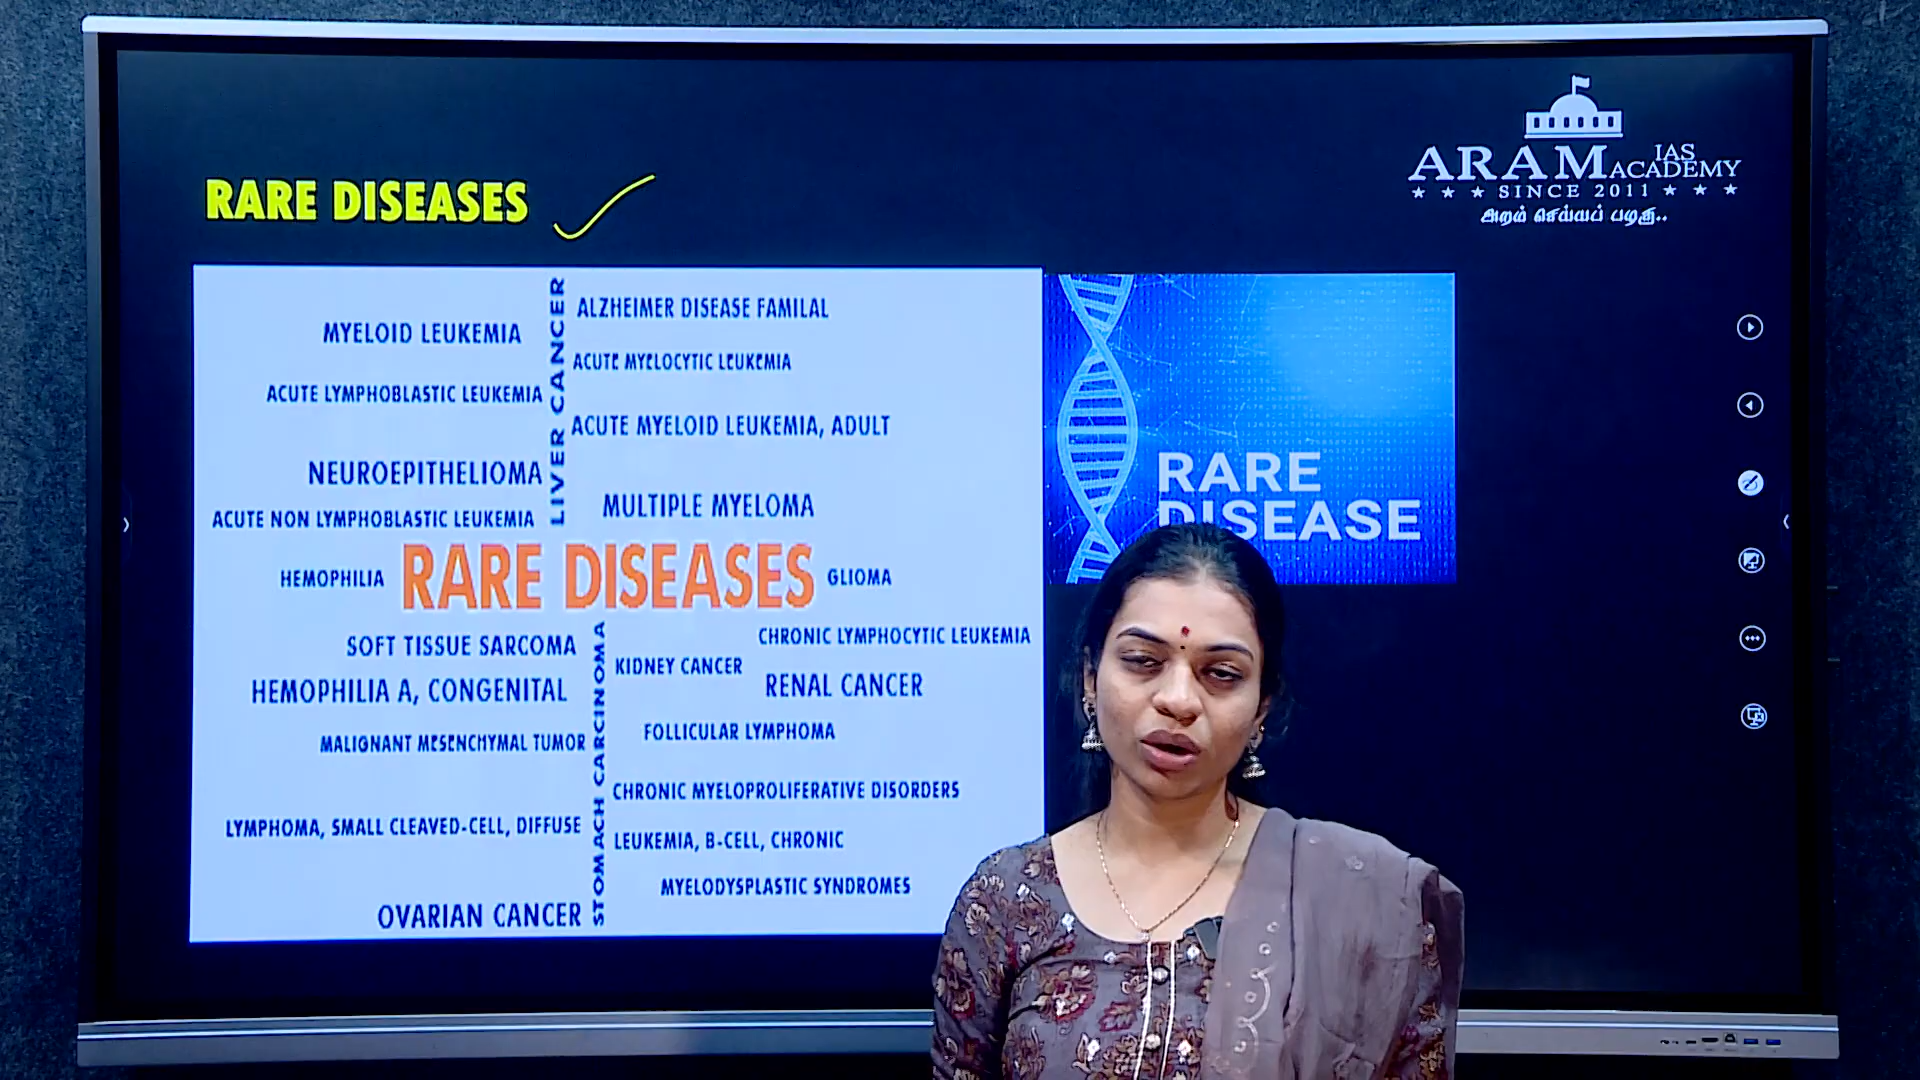 ARAM IAS ACADEMY
★ ★ ★ SINCE 2011 ★ ★ ★
அறம் செய்யப் பழகு..
RARE DISEASES
LIVER CANCER
ALZHEIMER DISEASE FAMILAL
MYELOID LEUKEMIA
ACUTE MYELOCYTIC LEUKEMIA
ACUTE LYMPHOBLASTIC LEUKEMIA
ACUTE MYELOID LEUKEMIA, ADULT
NEUROEPITHELIOMA
MULTIPLE MYELOMA
ACUTE NON LYMPHOBLASTIC LEUKEMIA
HEMOPHILIA
RARE DISEASES
GLIOMA
STOMACH CARCINOMA
SOFT TISSUE SARCOMA
CHRONIC LYMPHOCYTIC LEUKEMIA
KIDNEY CANCER
HEMOPHILIA A, CONGENITAL
RENAL CANCER
MALIGNANT MESENCHYMAL TUMOR
FOLLICULAR LYMPHOMA
CHRONIC MYELOPROLIFERATIVE DISORDERS
LYMPHOMA, SMALL CLEAVED-CELL, DIFFUSE
LEUKEMIA, B-CELL, CHRONIC
MYELODYSPLASTIC SYNDROMES
OVARIAN CANCER
RARE
DISEASE